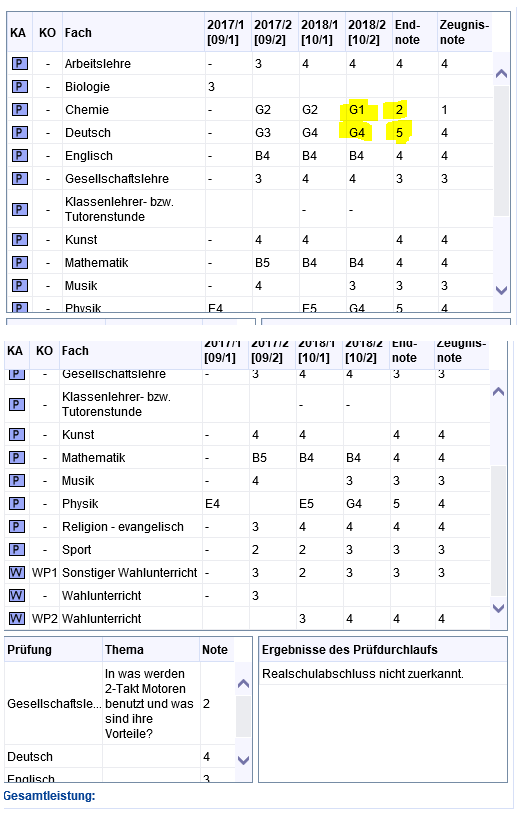 KA KO Fach 2017/1 [09/1] 2017/2 [09/2] 2018/1 [10/1] 2018/2 [10/2] End-note Zeugnis-note
P - Arbeitslehre - 3 4 4 4 4
P - Biologie 3
P - Chemie - G2 G2 G1 2 1
P - Deutsch - G3 G4 G4 5 4
P - Englisch - B4 B4 B4 4 4
P - Gesellschaftslehre - 3 4 4 3 3
P - Klassenlehrer- bzw. Tutorenstunde - -
P - Kunst - 4 4 4 4
P - Mathematik - B5 B4 B4 4 4
P - Musik - 4 3 3 3
P - Physik E4 E5 G4 5 4
KA KO Fach 2017/1 [09/1] 2017/2 [09/2] 2018/1 [10/1] 2018/2 [10/2] End-note Zeugnis-note
P - Gesellschaftslehre - 3 4 4 3 3
P - Klassenlehrer- bzw. Tutorenstunde - -
P - Kunst - 4 4 4 4
P - Mathematik - B5 B4 B4 4 4
P - Musik - 4 3 3 3
P - Physik E4 E5 G4 5 4
P - Religion - evangelisch - 3 4 4 4 4
P - Sport - 2 2 3 3 3
W WP1 Sonstiger Wahlunterricht - 3 2 3 3 3
W - Wahlunterricht - 3
W WP2 Wahlunterricht 3 4 4 4
Prüfung Thema Note
Gesellschaftsle... In was werden 2-Takt Motoren benutzt und was sind ihre Vorteile? 2
Deutsch 4
Englisch 3
Ergebnisse des Prüfdurchlaufs
Realschulabschluss nicht zuerkannt.
Gesamtleistung: